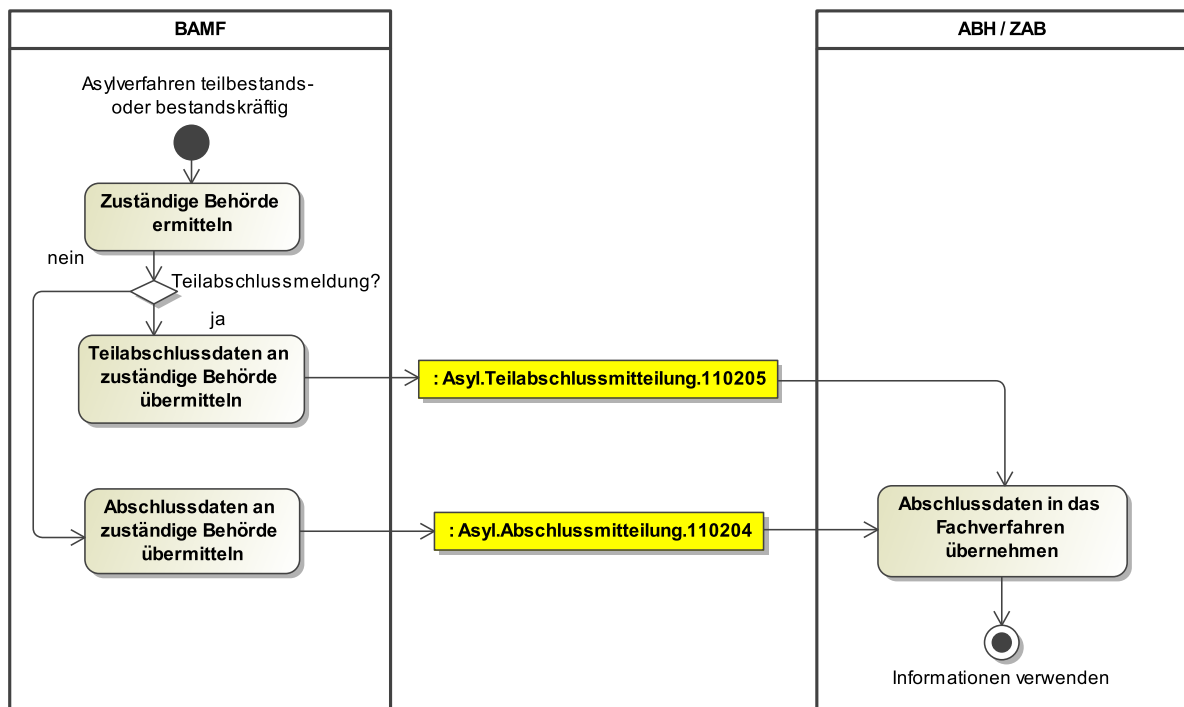 BAMF
ABH / ZAB
Asylverfahren teilbestands-
oder bestandskräftig
Zuständige Behörde
ermitteln
nein
Teilabschlussmeldung?
ja
Teilabschlussdaten an
zuständige Behörde
übermitteln
: Asyl.Teilabschlussmitteilung.110205
Abschlussdaten an
zuständige Behörde
übermitteln
: Asyl.Abschlussmitteilung.110204
Abschlussdaten in das
Fachverfahren
übernehmen
Informationen verwenden